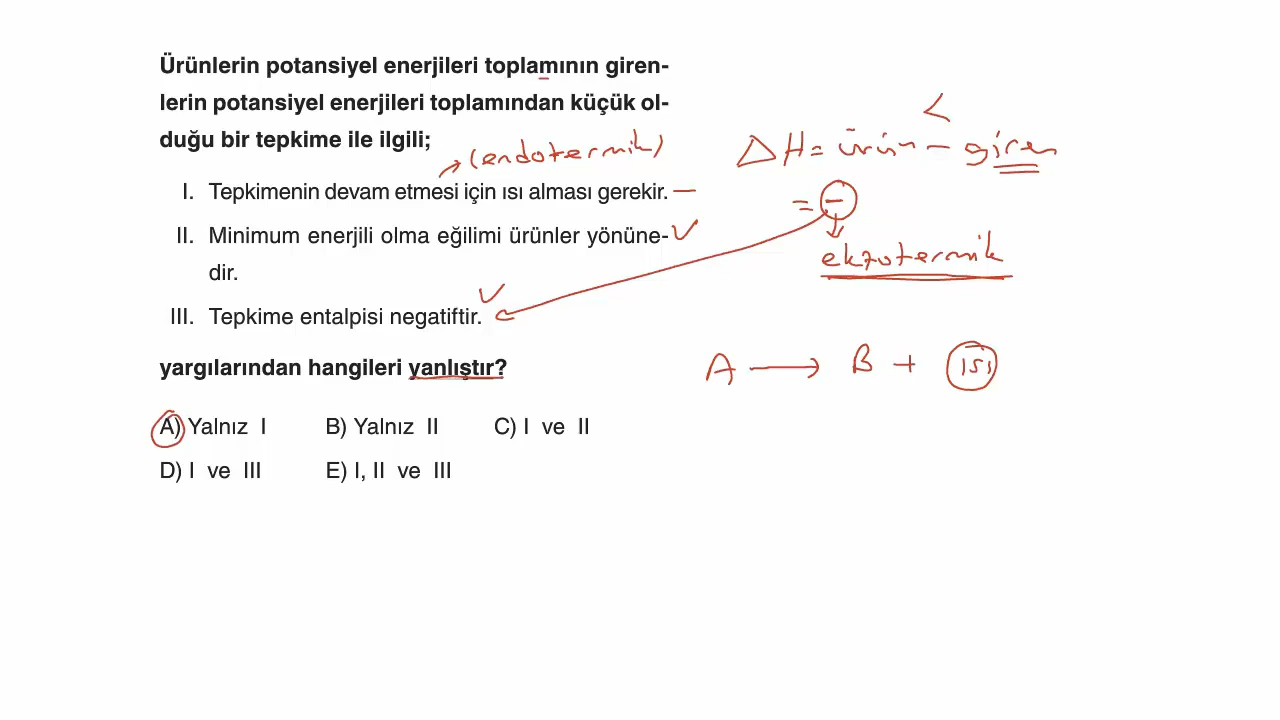 Ürünlerin potansiyel enerjileri toplamının giren-
lerin potansiyel enerjileri toplamından küçük ol-
duğu bir tepkime ile ilgili;
(endotermik)
I. Tepkimenin devam etmesi için ısı alması gerekir. –
II. Minimum enerjili olma eğilimi ürünler yönüne- ✓
dir.
✓
III. Tepkime entalpisi negatiftir.
yargılarından hangileri yanlıştır?
A) Yalnız I B) Yalnız II C) I ve II
D) I ve III E) I, II ve III
<
ΔH = ürün – giren
= –
ekzotermik
A → B + ısı